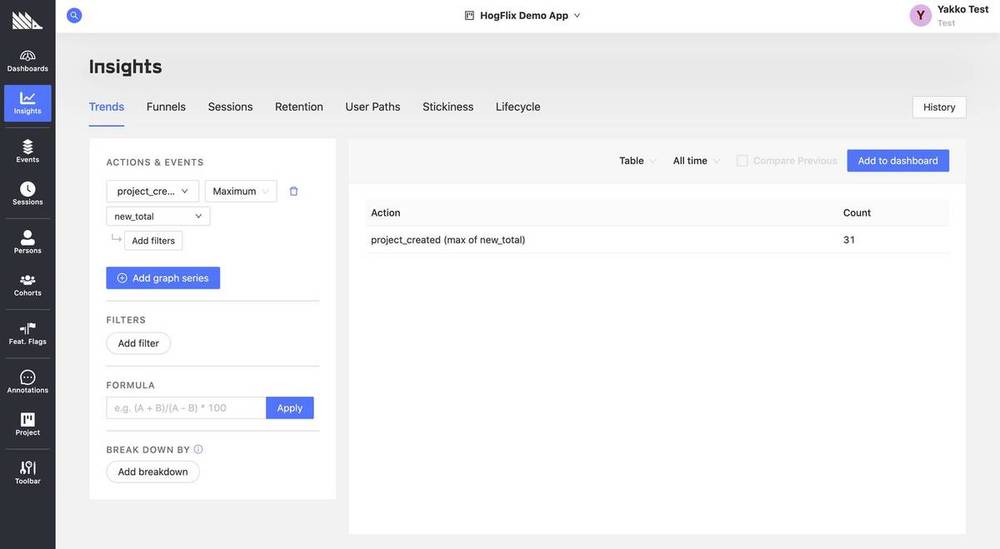 HogFlix Demo App
Yakko Test
Y
Test
Dashboards
Insights
Events
Sessions
Persons
Cohorts
Feat. Flags
Annotations
Project
Toolbar
Insights
Trends Funnels Sessions Retention User Paths Stickiness Lifecycle
History
ACTIONS & EVENTS
project_cre... Maximum
new_total
Add filters
Add graph series
FILTERS
Add filter
FORMULA
e.g. (A + B)/(A - B) * 100 Apply
BREAK DOWN BY
Add breakdown
Table All time Compare Previous Add to dashboard
Action Count
project_created (max of new_total) 31